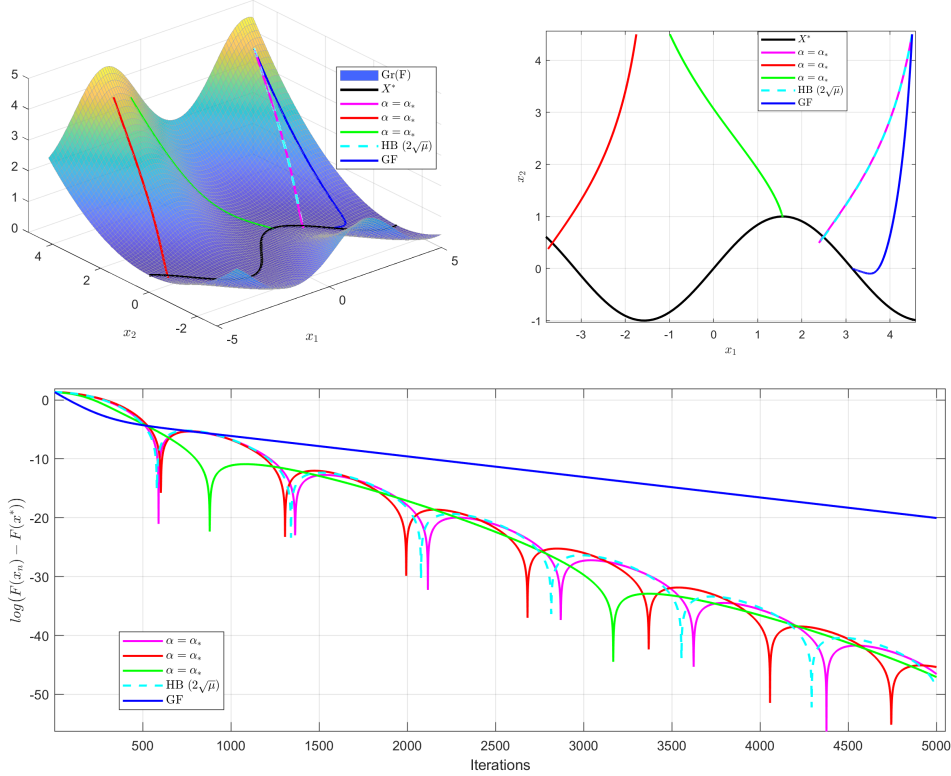 5
4
3
2
1
0
4
2
0
-2
-5
0
5
x₂
x₁
Gr(F)
X*
α = α*
α = α*
α = α*
HB (2√μ)
GF
4
3
2
1
0
-1
-3
-2
-1
0
1
2
3
4
x₂
x₁
X*
α = α*
α = α*
α = α*
HB (2√μ)
GF
0
-10
-20
-30
-40
-50
log(F(xₙ) − F(x*))
α = α*
α = α*
α = α*
HB (2√μ)
GF
500
1000
1500
2000
2500
3000
3500
4000
4500
5000
Iterations